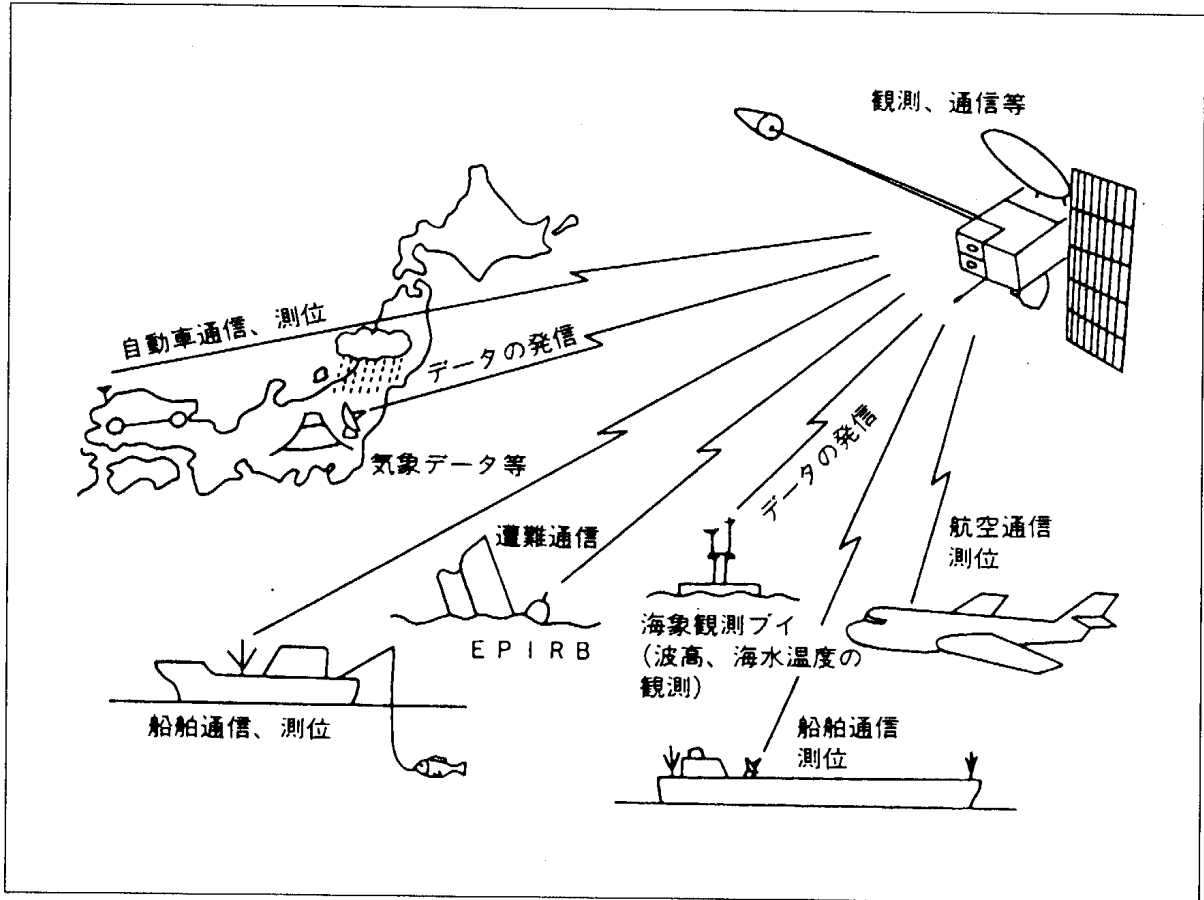 観測、通信等
自動車通信、測位
データの発信
気象データ等
遭難通信
EPIRB
データの発信
海象観測ブイ
(波高、海水温度の
観測)
航空通信
測位
船舶通信、測位
船舶通信
測位